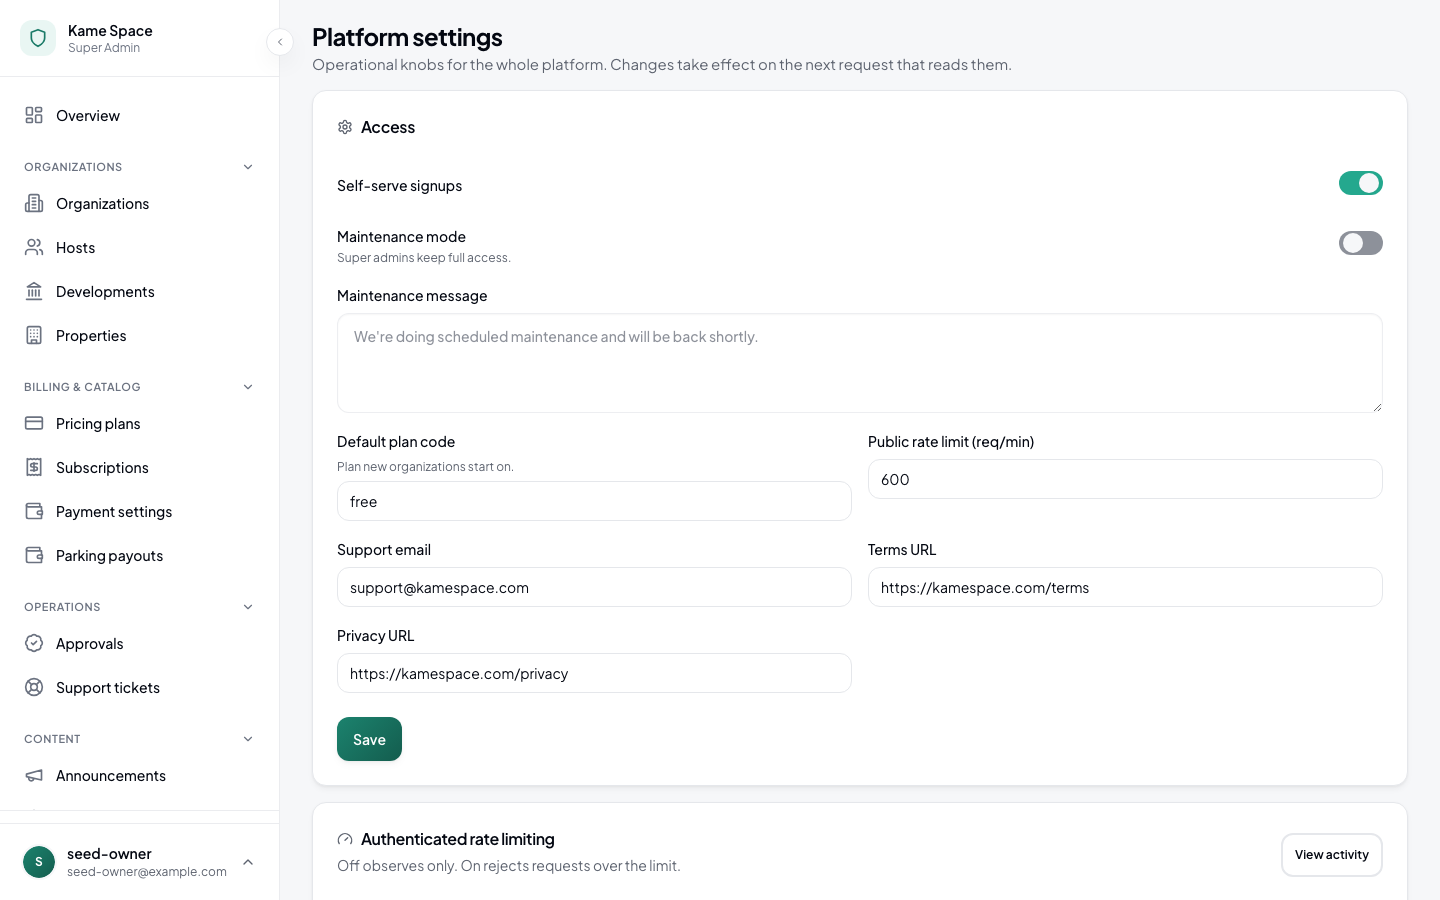 Kame Space
Super Admin
Overview
ORGANIZATIONS
Organizations
Hosts
Developments
Properties
BILLING & CATALOG
Pricing plans
Subscriptions
Payment settings
Parking payouts
OPERATIONS
Approvals
Support tickets
CONTENT
Announcements
S
seed-owner
seed-owner@example.com
Platform settings
Operational knobs for the whole platform. Changes take effect on the next request that reads them.
Access
Self-serve signups
Maintenance mode
Super admins keep full access.
Maintenance message
We're doing scheduled maintenance and will be back shortly.
Default plan code
Plan new organizations start on.
free
Public rate limit (req/min)
600
Support email
support@kamespace.com
Terms URL
https://kamespace.com/terms
Privacy URL
https://kamespace.com/privacy
Save
Authenticated rate limiting
Off observes only. On rejects requests over the limit.
View activity